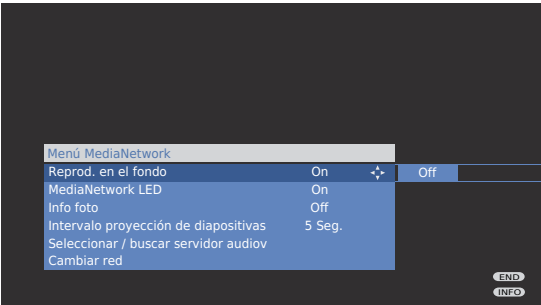 Menú MediaNetwork
Reprod. en el fondo On Off
MediaNetwork LED On
Info foto Off
Intervalo proyección de diapositivas 5 Seg.
Seleccionar / buscar servidor audiov
Cambiar red
END
INFO